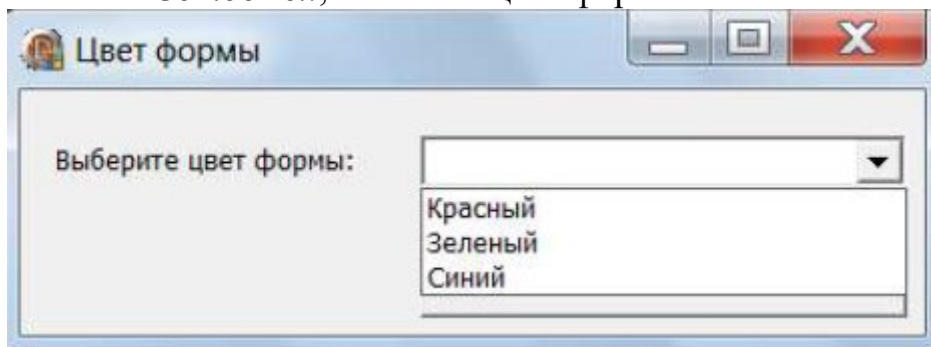 Цвет формы
Выберите цвет формы:
Красный
Зеленый
Синий